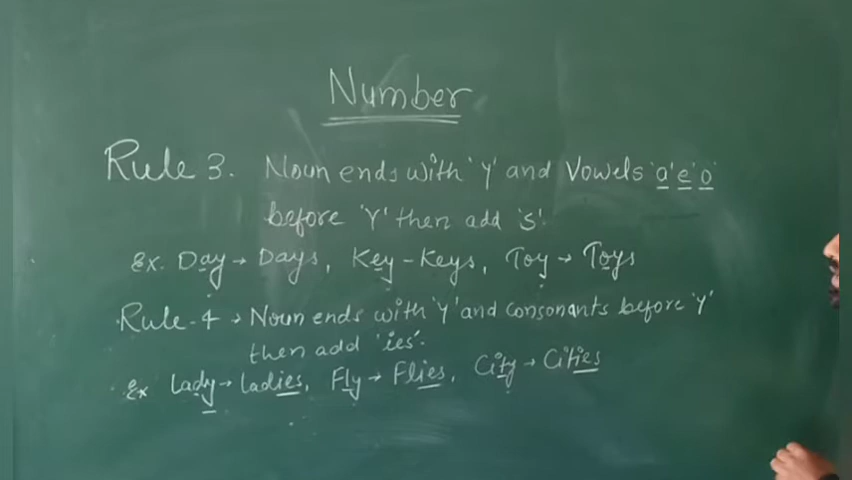 Number
Rule 3. Noun ends with 'y' and Vowels 'a' e' o'
before 'Y' then add 's'.
Ex. Day → Days, Key - Keys, Toy → Toys
Rule-4 → Noun ends with 'y' and consonants before 'y'
then add 'ies'.
Ex Lady → ladies, Fly → Flies, City → Cities